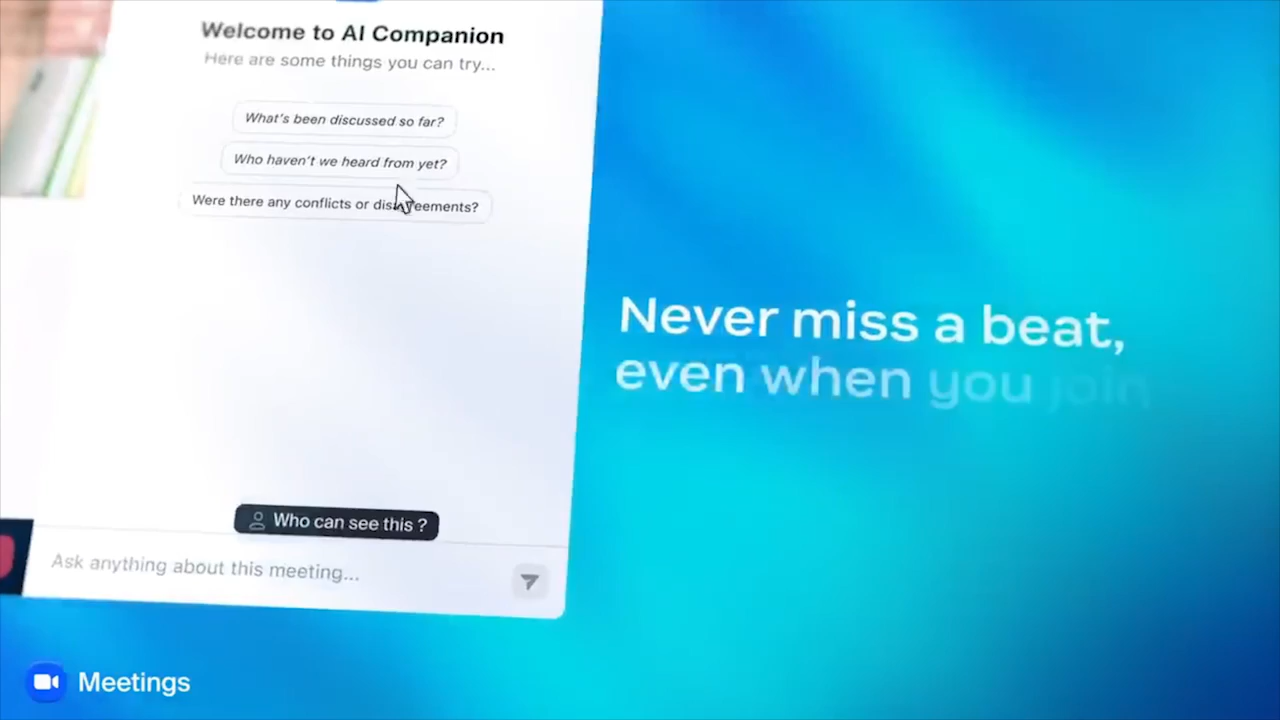 Welcome to AI Companion
Here are some things you can try...
What's been discussed so far?
Who haven't we heard from yet?
Were there any conflicts or disagreements?
Never miss a beat,
even when you join
Who can see this ?
Ask anything about this meeting...
Meetings